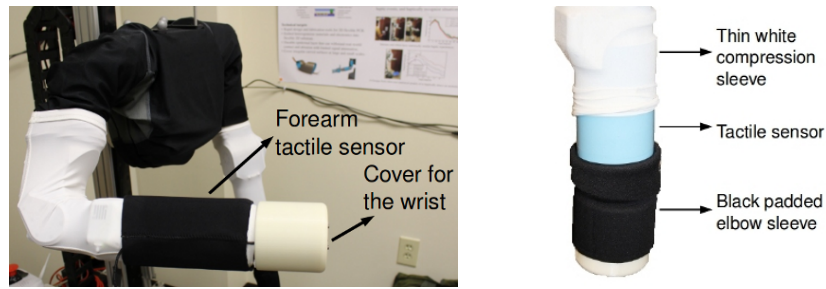 Forearm
tactile sensor
Cover for
the wrist
Thin white
compression
sleeve
Tactile sensor
Black padded
elbow sleeve